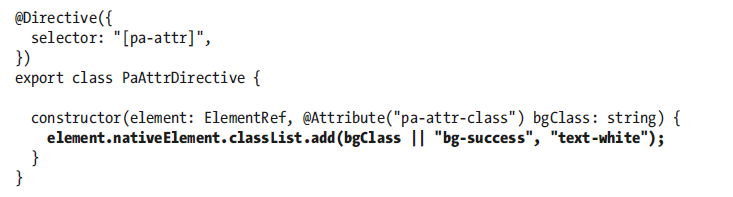 @Directive({
  selector: "[pa-attr]",
})
export class PaAttrDirective {

  constructor(element: ElementRef, @Attribute("pa-attr-class") bgClass: string) {
    element.nativeElement.classList.add(bgClass || "bg-success", "text-white");
  }
}